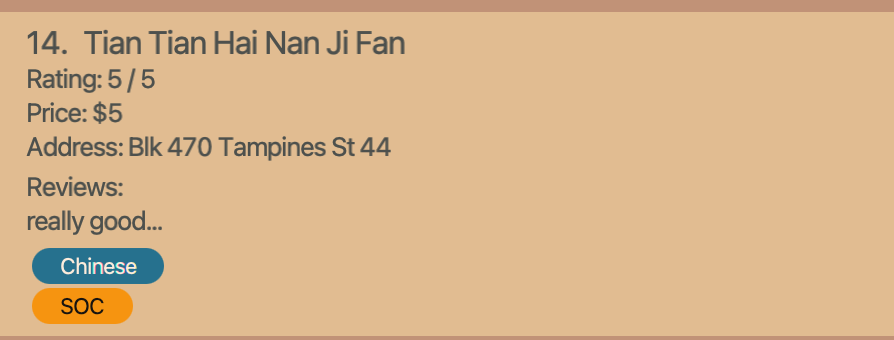 14. Tian Tian Hai Nan Ji Fan
Rating: 5 / 5
Price: $5
Address: Blk 470 Tampines St 44
Reviews:
really good...
Chinese
SOC